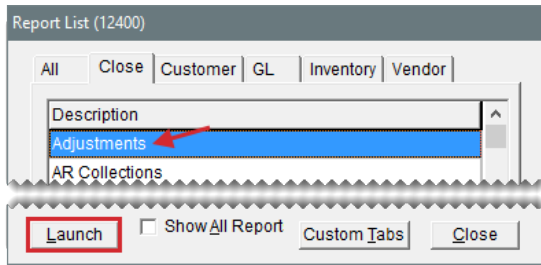 Report List (12400)
All Close Customer GL Inventory Vendor
Description
Adjustments
AR Collections
Launch Show All Report Custom Tabs Close